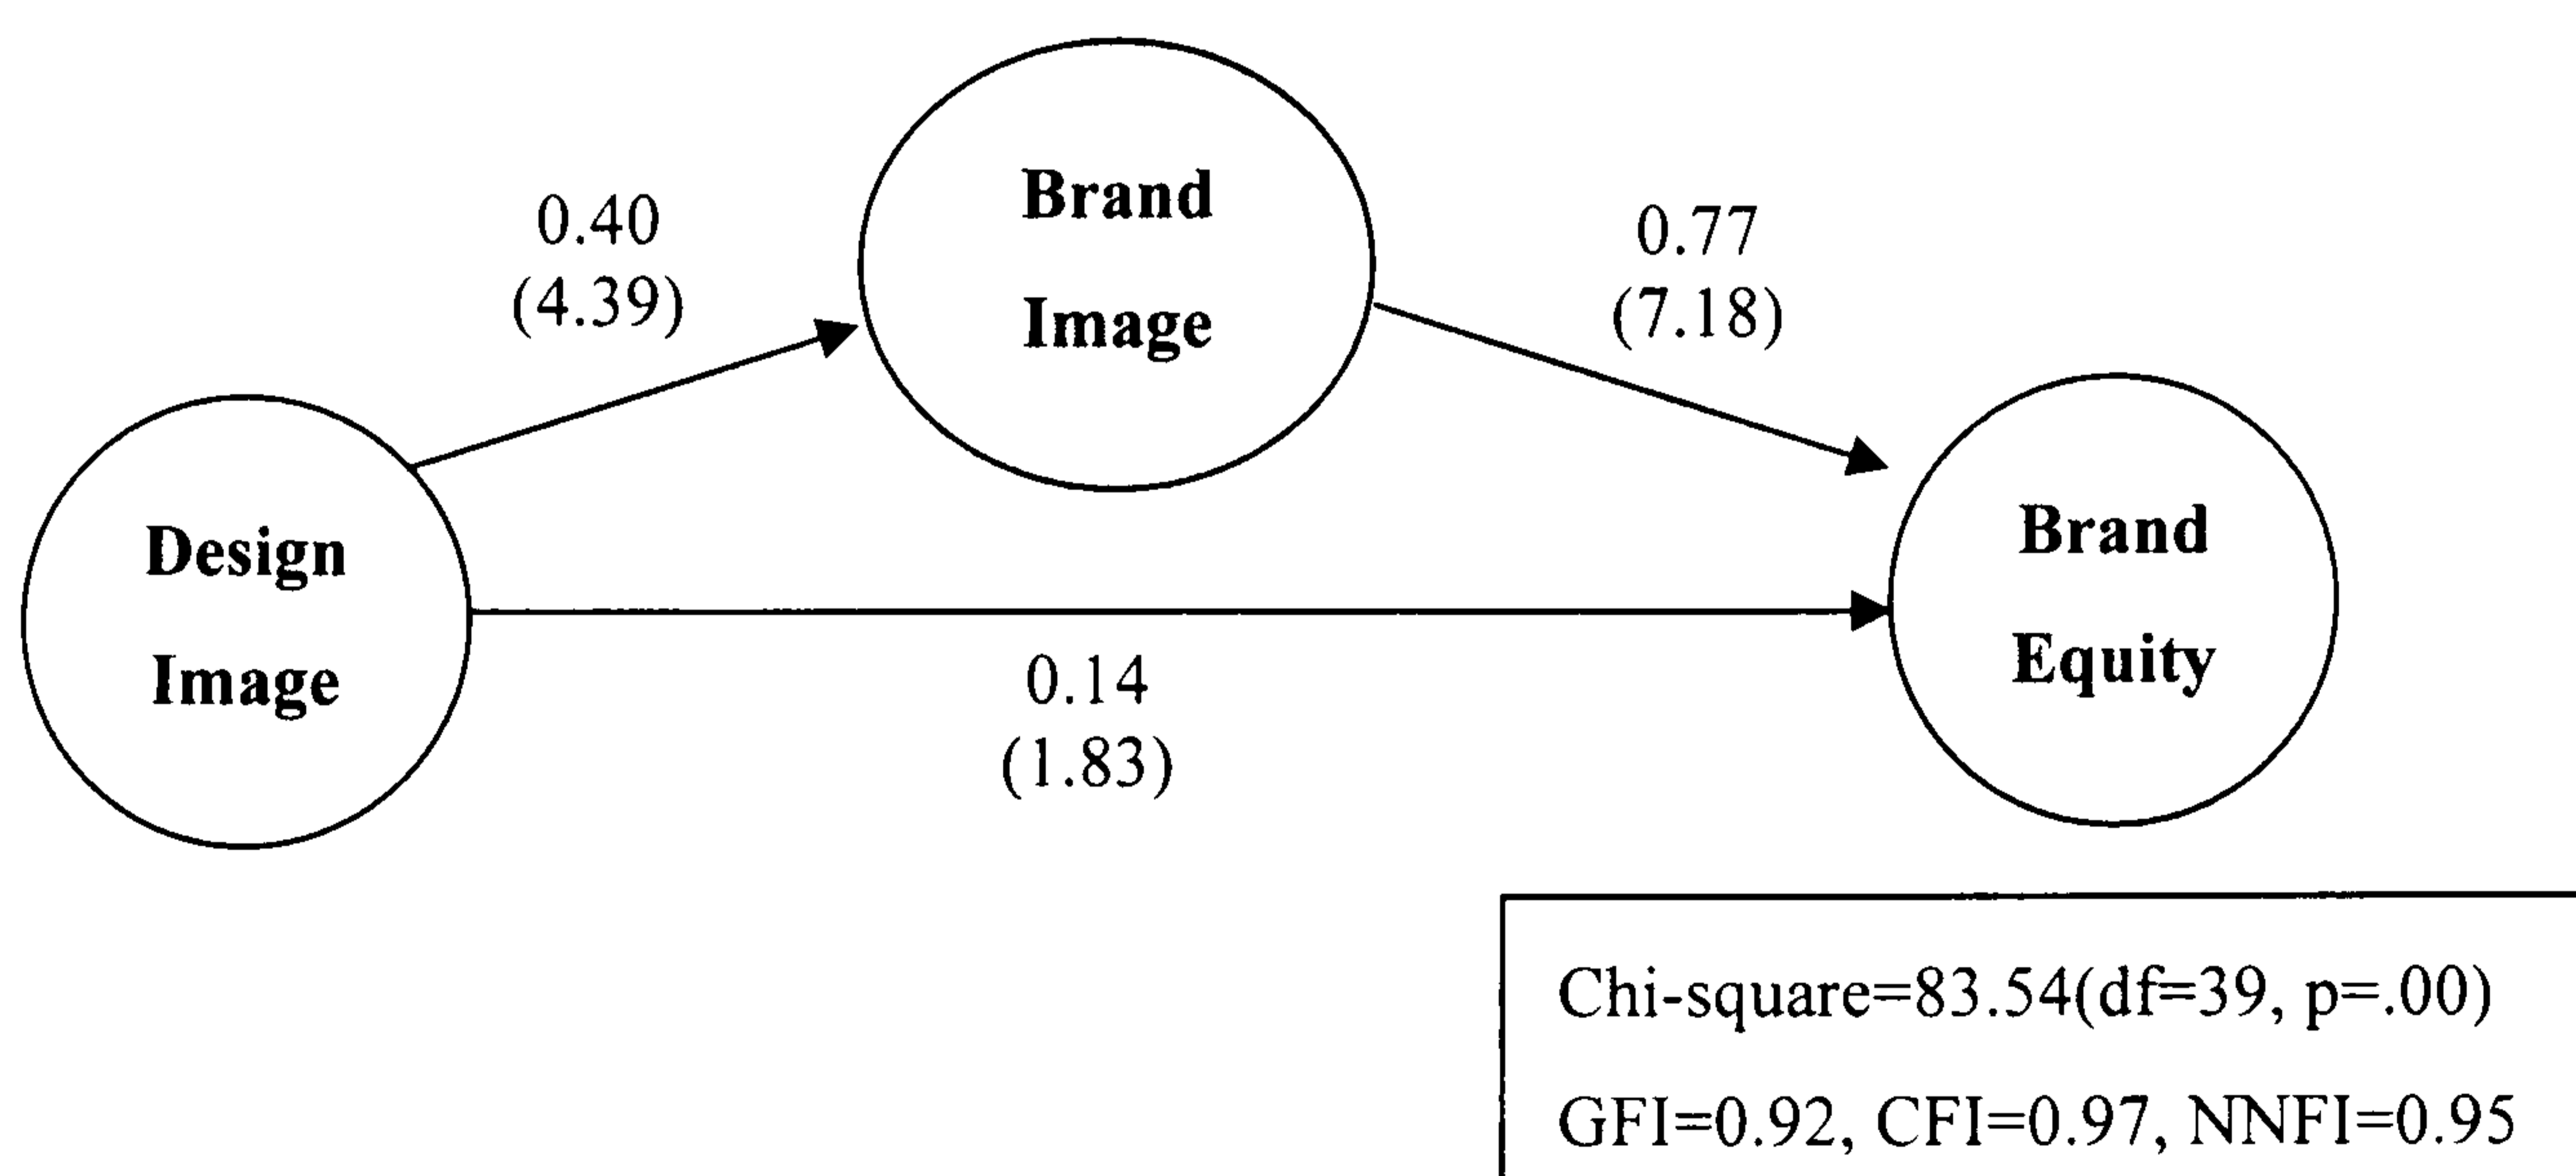 Brand
Image
0.40
(4.39)
0.77
(7.18)
Design
Image
Brand
Equity
0.14
(1.83)
Chi-square=83.54(df=39, p=.00)
GFI=0.92, CFI=0.97, NNFI=0.95